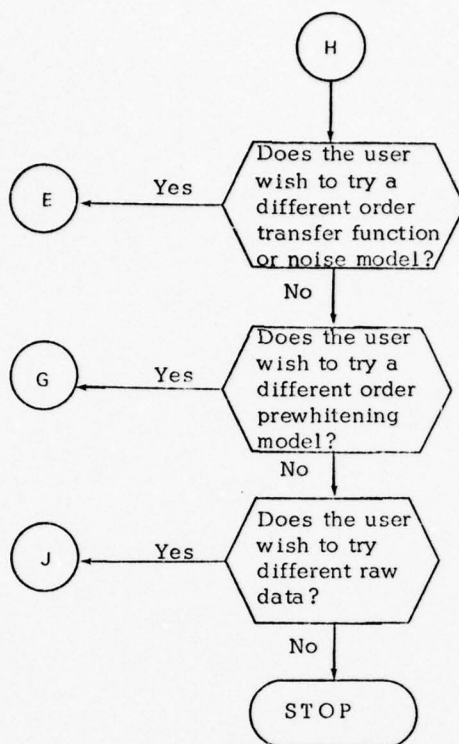 H
Does the user
wish to try a
different order
transfer function
or noise model?
Yes
E
No
Does the user
wish to try a
different order
prewhitening
model?
Yes
G
No
Does the user
wish to try
different raw
data?
Yes
J
No
STOP